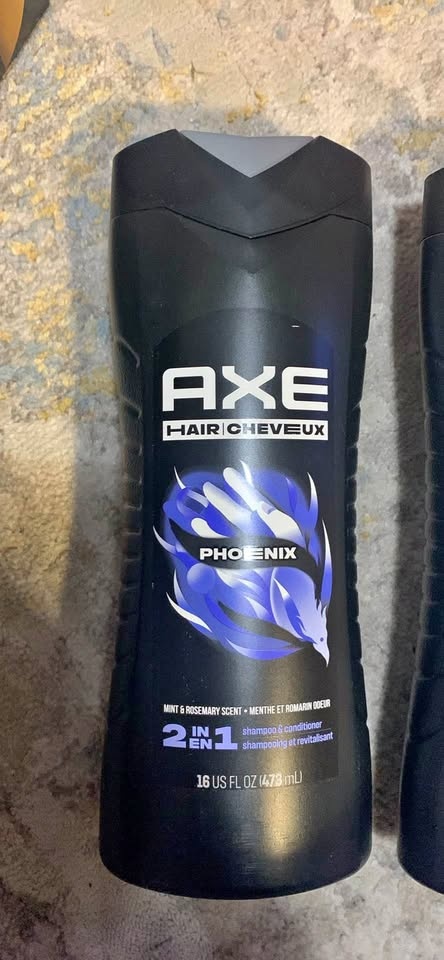 AXE
HAIR|CHEVEUX
PHOENIX
MINT & ROSEMARY SCENT • MENTHE ET ROMARIN ODEUR
2 IN EN 1 shampoo & conditioner
shampooing et revitalisant
16 US FL OZ (473 mL)